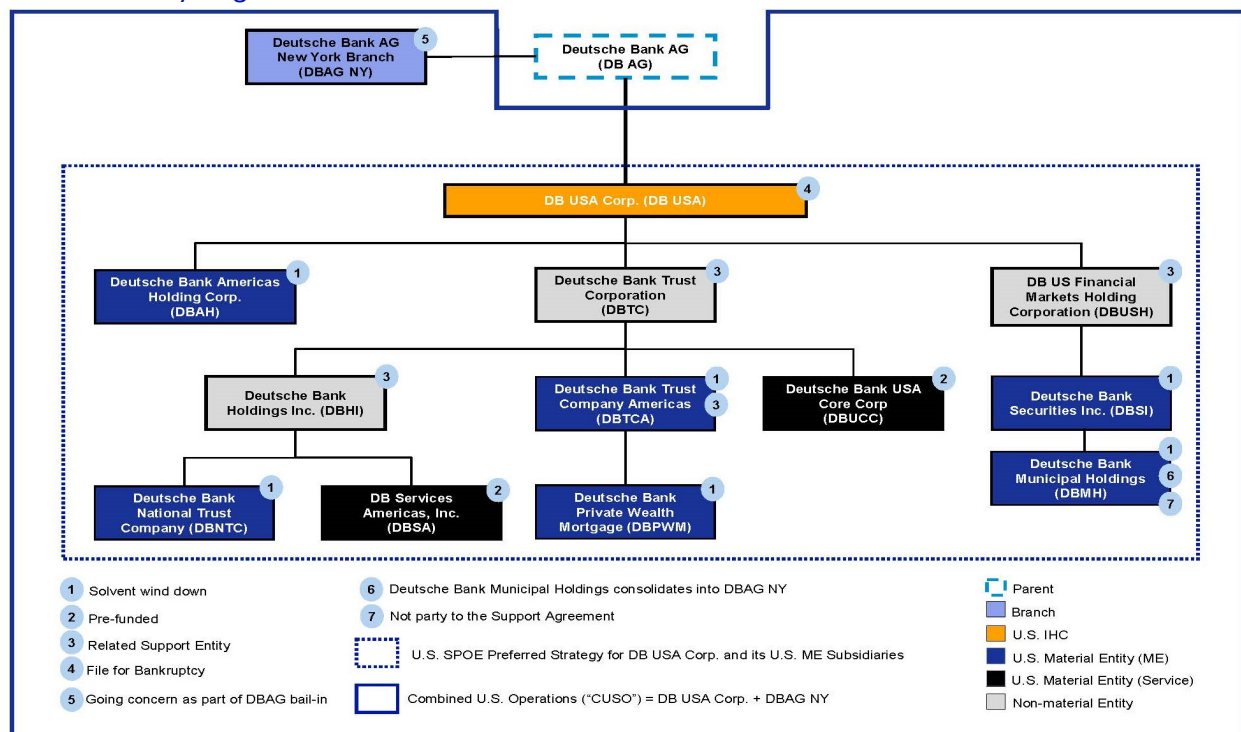 Deutsche Bank AG
New York Branch
(DBAG NY)
5
Deutsche Bank AG
(DB AG)
DB USA Corp. (DB USA)
4
Deutsche Bank Americas
Holding Corp.
(DBAH)
1
Deutsche Bank Trust
Corporation
(DBTC)
3
DB US Financial
Markets Holding
Corporation (DBUSH)
3
Deutsche Bank
Holdings Inc. (DBHI)
3
Deutsche Bank Trust
Company Americas
(DBTCA)
1
3
Deutsche Bank USA
Core Corp
(DBUCC)
2
Deutsche Bank
Securities Inc. (DBSI)
1
Deutsche Bank
National Trust
Company (DBNTC)
1
DB Services
Americas, Inc.
(DBSA)
2
Deutsche Bank
Private Wealth
Mortgage (DBPWM)
1
Deutsche Bank
Municipal Holdings
(DBMH)
1
6
7
1 Solvent wind down
2 Pre-funded
3 Related Support Entity
4 File for Bankruptcy
5 Going concern as part of DBAG bail-in
6 Deutsche Bank Municipal Holdings consolidates into DBAG NY
7 Not party to the Support Agreement
U.S. SPOE Preferred Strategy for DB USA Corp. and its U.S. ME Subsidiaries
Combined U.S. Operations (“CUSO”) = DB USA Corp. + DBAG NY
Parent
Branch
U.S. IHC
U.S. Material Entity (ME)
U.S. Material Entity (Service)
Non-material Entity